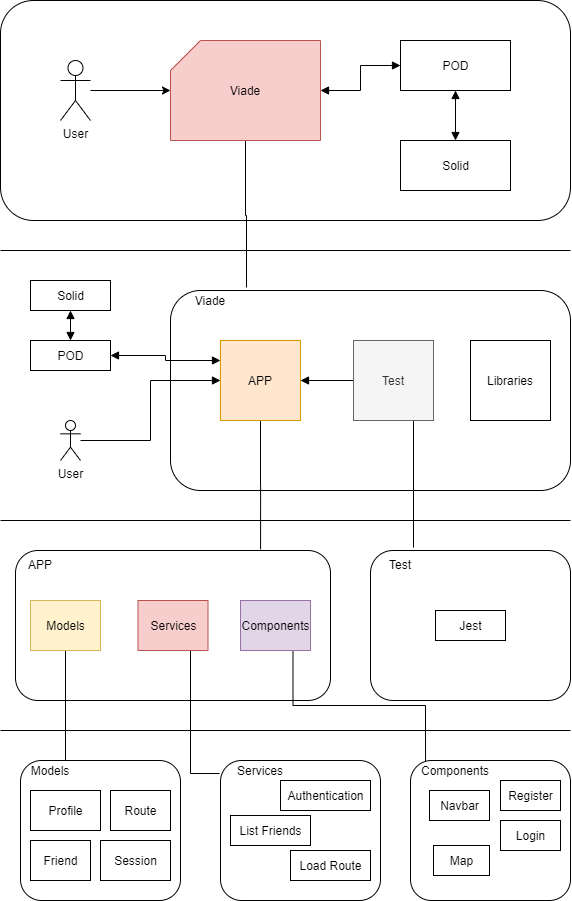 POD
Viade
User
Solid
Solid
Viade
POD
APP
Test
Libraries
User
APP
Test
Models
Services
Components
Jest
Models
Profile
Route
Friend
Session
Services
Authentication
List Friends
Load Route
Components
Navbar
Register
Login
Map